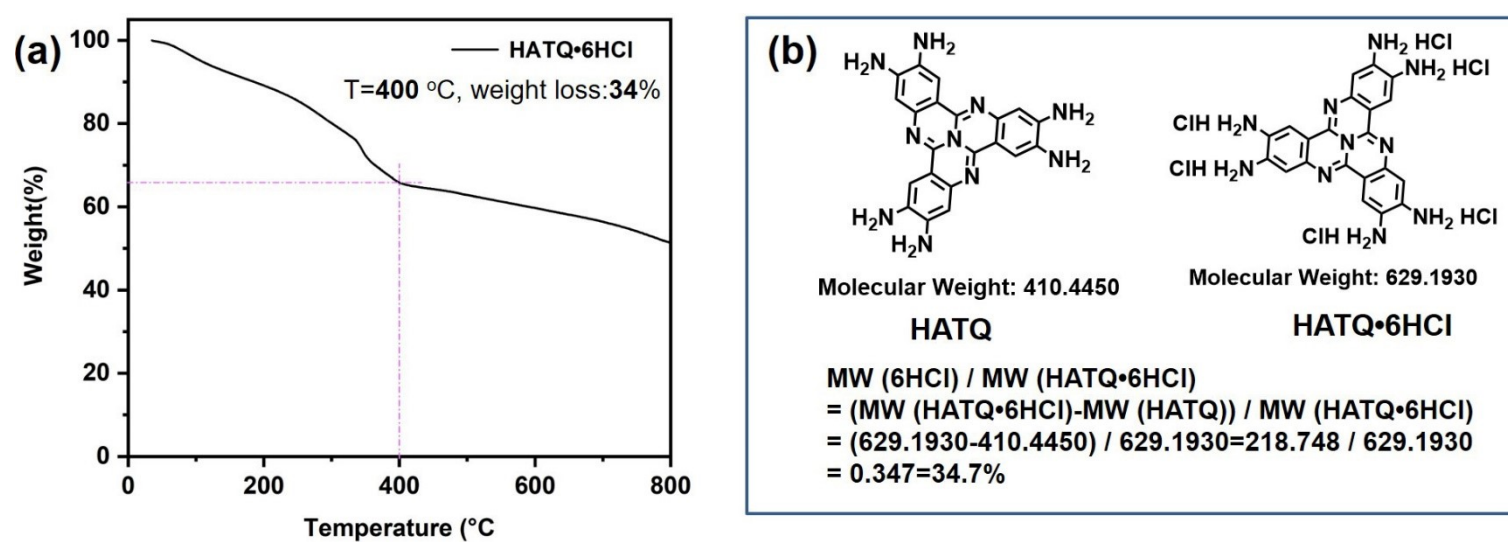 (a)
HATQ•6HCl
T=400 °C, weight loss:34%
100
80
60
40
20
0
Weight(%)
0
200
400
600
800
Temperature (°C
(b)
NH₂
H₂N
N
N
N
N
NH₂
NH₂
H₂N
H₂N
Molecular Weight: 410.4450
HATQ
NH₂ HCl
NH₂ HCl
N
N
N
N
ClH H₂N
ClH H₂N
NH₂ HCl
ClH H₂N
Molecular Weight: 629.1930
HATQ•6HCl
MW (6HCl) / MW (HATQ•6HCl)
= (MW (HATQ•6HCl)-MW (HATQ)) / MW (HATQ•6HCl)
= (629.1930-410.4450) / 629.1930=218.748 / 629.1930
= 0.347=34.7%